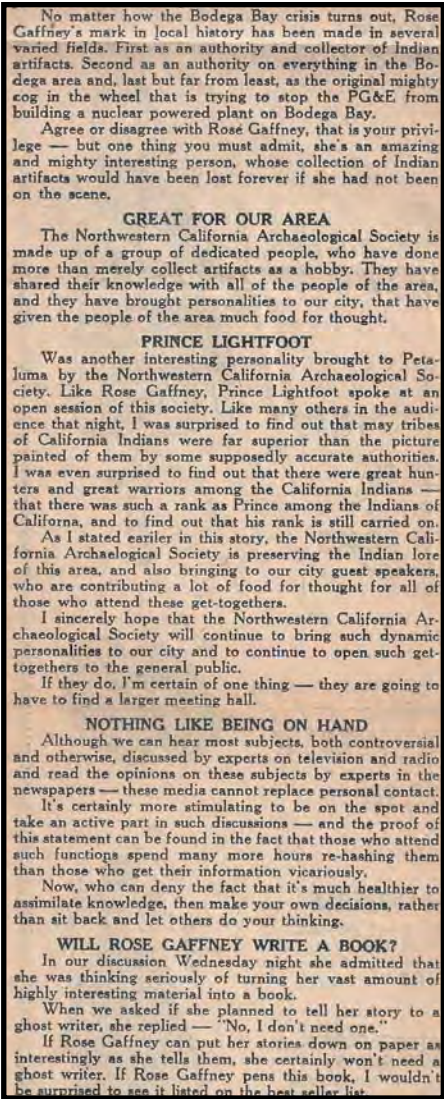 No matter how the Bodega Bay crisis turns out, Rose
Gaffney's mark in local history has been made in several
varied fields. First as an authority and collector of Indian
artifacts. Second as an authority on everything in the Bo-
dega area and, last but far from least, as the original mighty
cog in the wheel that is trying to stop the PG&E from
building a nuclear powered plant on Bodega Bay.
Agree or disagree with Rose Gaffney, that is your privi-
lege — but one thing you must admit, she's an amazing
and mighty interesting person, whose collection of Indian
artifacts would have been lost forever if she had not been
on the scene.
GREAT FOR OUR AREA
The Northwestern California Archaeological Society is
made up of a group of dedicated people, who have done
more than merely collect artifacts as a hobby. They have
shared their knowledge with all of the people of the area,
and they have brought personalities to our city, that have
given the people of the area much food for thought.
PRINCE LIGHTFOOT
Was another interesting personality brought to Peta-
luma by the Northwestern California Archaeological So-
ciety. Like Rose Gaffney, Prince Lightfoot spoke at an
open session of this society. Like many others in the audi-
ence that night, I was surprised to find out that may tribes
of California Indians were far superior than the picture
painted of them by some supposedly accurate authorities.
I was even surprised to find out that there were great hun-
ters and great warriors among the California Indians —
that there was such a rank as Prince among the Indians of
Californa, and to find out that his rank is still carried on.
As I stated eariler in this story, the Northwestern Cali-
fornia Archaelogical Society is preserving the Indian lore
of this area, and also bringing to our city guest speakers,
who are contributing a lot of food for thought for all of
those who attend these get-togethers.
I sincerely hope that the Northwestern California Ar-
chaeological Society will continue to bring such dynamic
personalities to our city and to continue to open such get-
togethers to the general public.
If they do, I'm certain of one thing — they are going to
have to find a larger meeting hall.
NOTHING LIKE BEING ON HAND
Although we can hear most subjects, both controversial
and otherwise, discussed by experts on television and radio
and read the opinions on these subjects by experts in the
newspapers — these media cannot replace personal contact.
It's certainly more stimulating to be on the spot and
take an active part in such discussions — and the proof of
this statement can be found in the fact that those who attend
such functions spend many more hours re-hashing them
than those who get their information vicariously.
Now, who can deny the fact that it's much healthier to
assimilate knowledge, then make your own decisions, rather
than sit back and let others do your thinking.
WILL ROSE GAFFNEY WRITE A BOOK?
In our discussion Wednesday night she admitted that
she was thinking seriously of turning her vast amount of
highly interesting material into a book.
When we asked if she planned to tell her story to a
ghost writer, she replied — "No, I don't need one."
If Rose Gaffney can put her stories down on paper as
interestingly as she tells them, she certainly won't need a
ghost writer. If Rose Gaffney pens this book, I wouldn't
be surprised to see it listed on the best seller list.